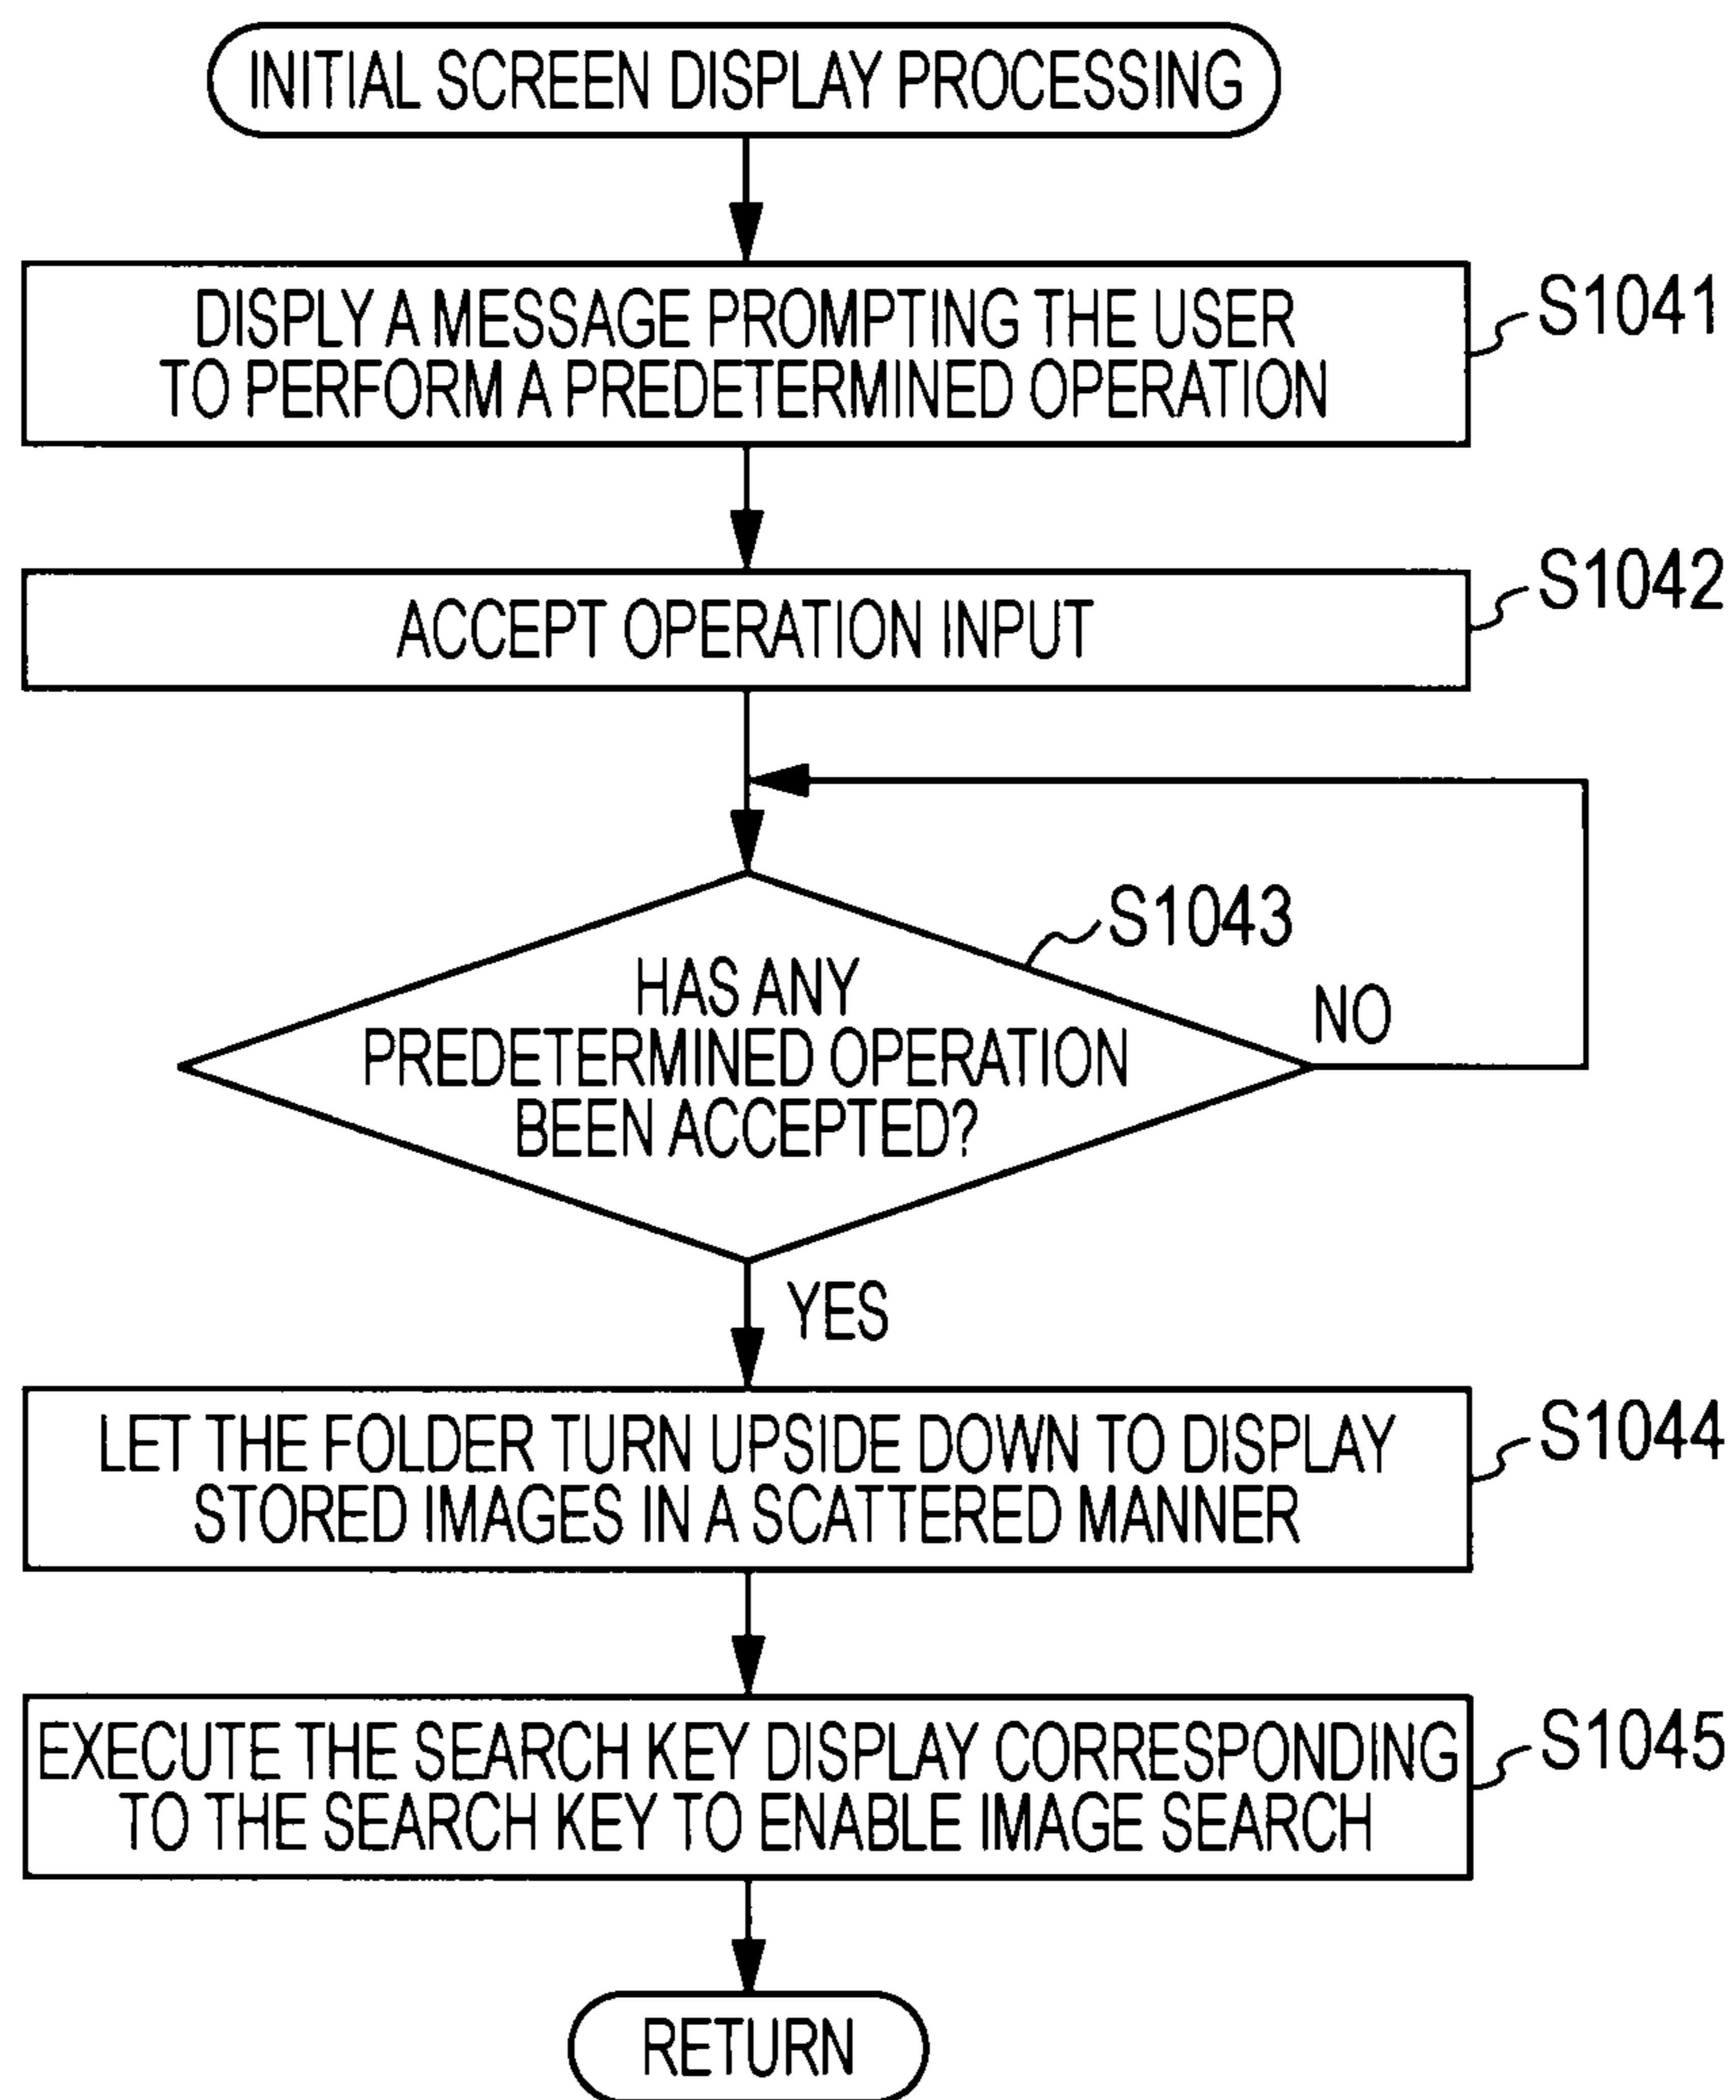 INITIAL SCREEN DISPLAY PROCESSING
DISPLY A MESSAGE PROMPTING THE USER
TO PERFORM A PREDETERMINED OPERATION
S1041
ACCEPT OPERATION INPUT
S1042
S1043
HAS ANY
PREDETERMINED OPERATION
BEEN ACCEPTED?
NO
YES
LET THE FOLDER TURN UPSIDE DOWN TO DISPLAY
STORED IMAGES IN A SCATTERED MANNER
S1044
EXECUTE THE SEARCH KEY DISPLAY CORRESPONDING
TO THE SEARCH KEY TO ENABLE IMAGE SEARCH
S1045
RETURN